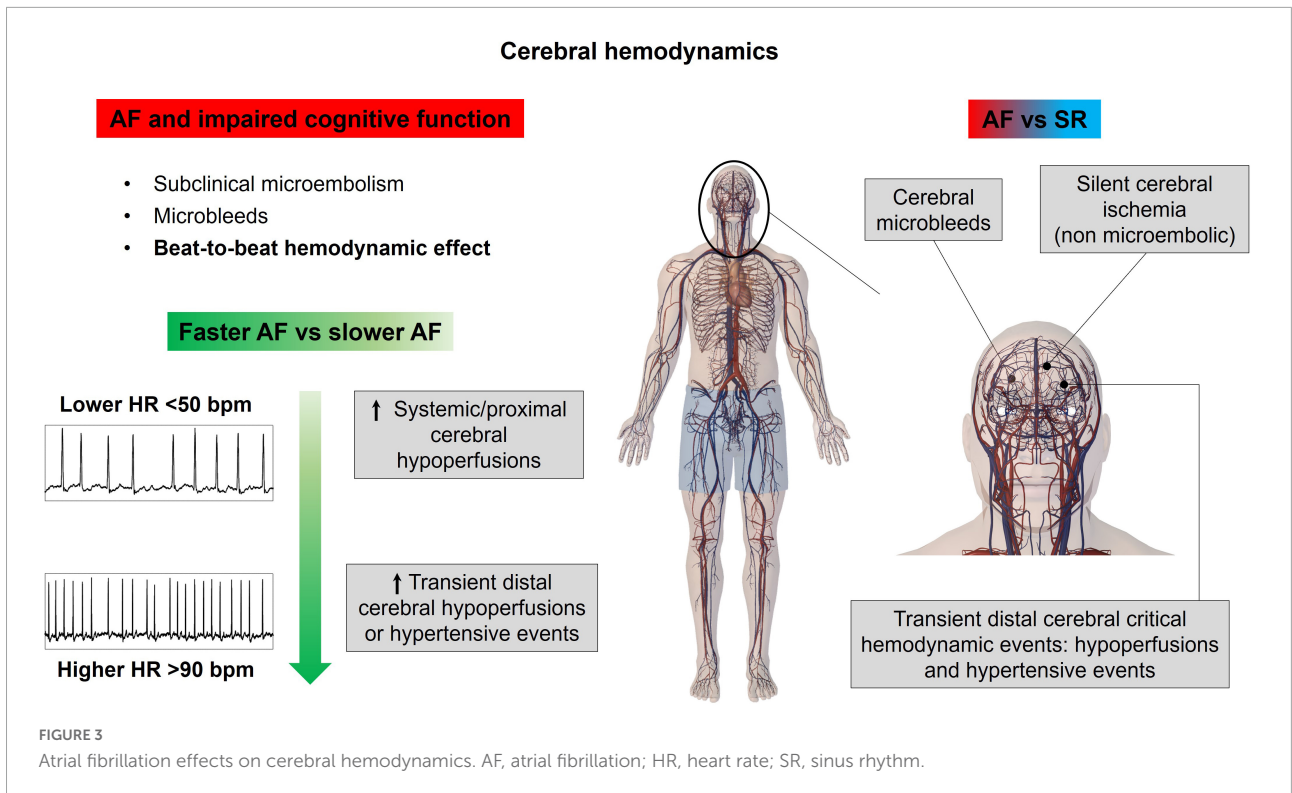 Cerebral hemodynamics
AF and impaired cognitive function
• Subclinical microembolism
• Microbleeds
• Beat-to-beat hemodynamic effect
Faster AF vs slower AF
Lower HR <50 bpm
↑ Systemic/proximal
cerebral
hypoperfusions
↑ Transient distal
cerebral hypoperfusions
or hypertensive events
Higher HR >90 bpm
AF vs SR
Cerebral
microbleeds
Silent cerebral
ischemia
(non microembolic)
Transient distal cerebral critical
hemodynamic events: hypoperfusions
and hypertensive events
FIGURE 3
Atrial fibrillation effects on cerebral hemodynamics. AF, atrial fibrillation; HR, heart rate; SR, sinus rhythm.